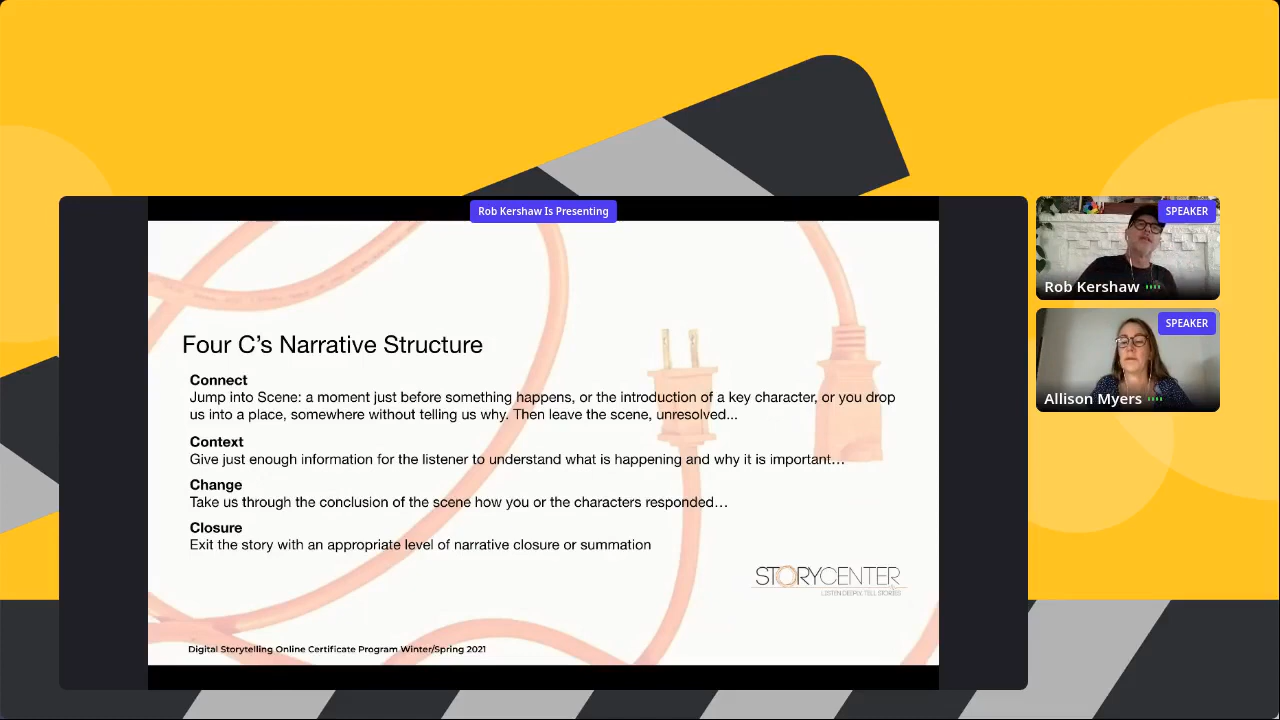 Rob Kershaw Is Presenting
Four C’s Narrative Structure
Connect
Jump into Scene: a moment just before something happens, or the introduction of a key character, or you drop
us into a place, somewhere without telling us why. Then leave the scene, unresolved...
Context
Give just enough information for the listener to understand what is happening and why it is important…
Change
Take us through the conclusion of the scene how you or the characters responded…
Closure
Exit the story with an appropriate level of narrative closure or summation
STORYCENTER
LISTEN DEEPLY, TELL STORIES
Digital Storytelling Online Certificate Program Winter/Spring 2021
SPEAKER
Rob Kershaw
SPEAKER
Allison Myers